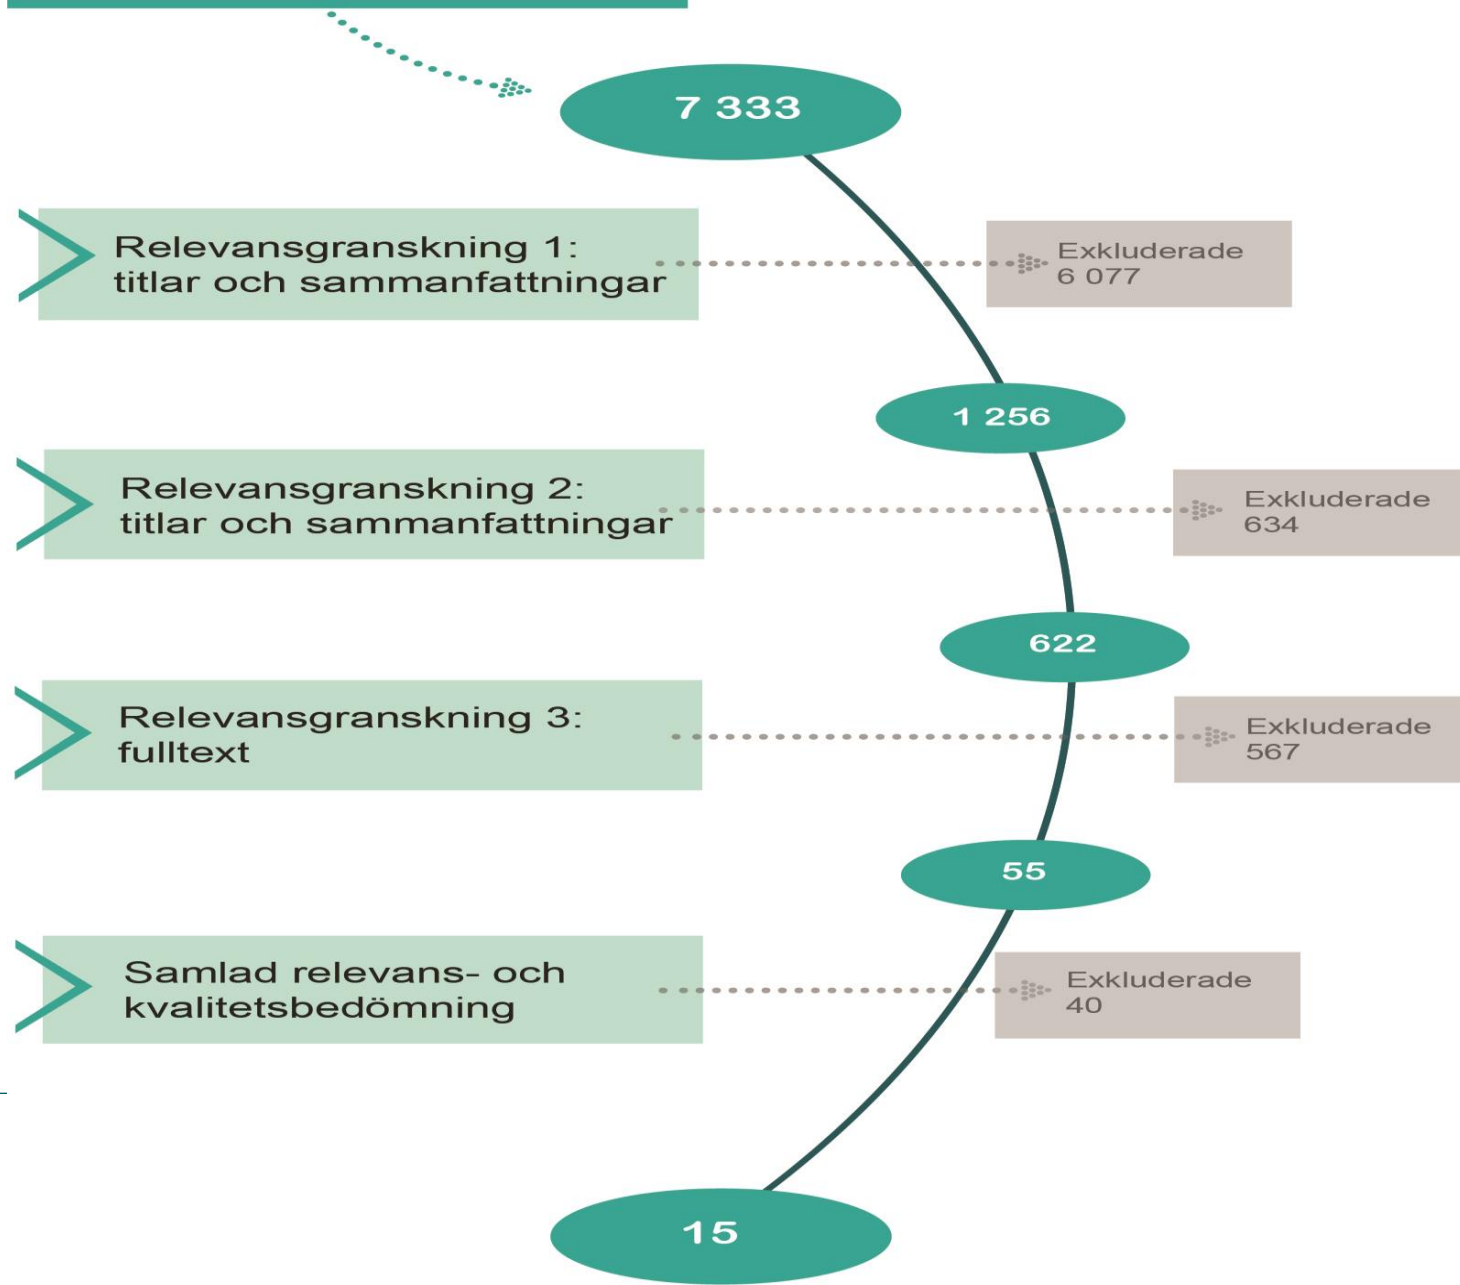 7 333
Relevansgranskning 1:
titlar och sammanfattningar
Exkluderade
6 077
1 256
Relevansgranskning 2:
titlar och sammanfattningar
Exkluderade
634
622
Relevansgranskning 3:
fulltext
Exkluderade
567
55
Samlad relevans- och
kvalitetsbedömning
Exkluderade
40
15